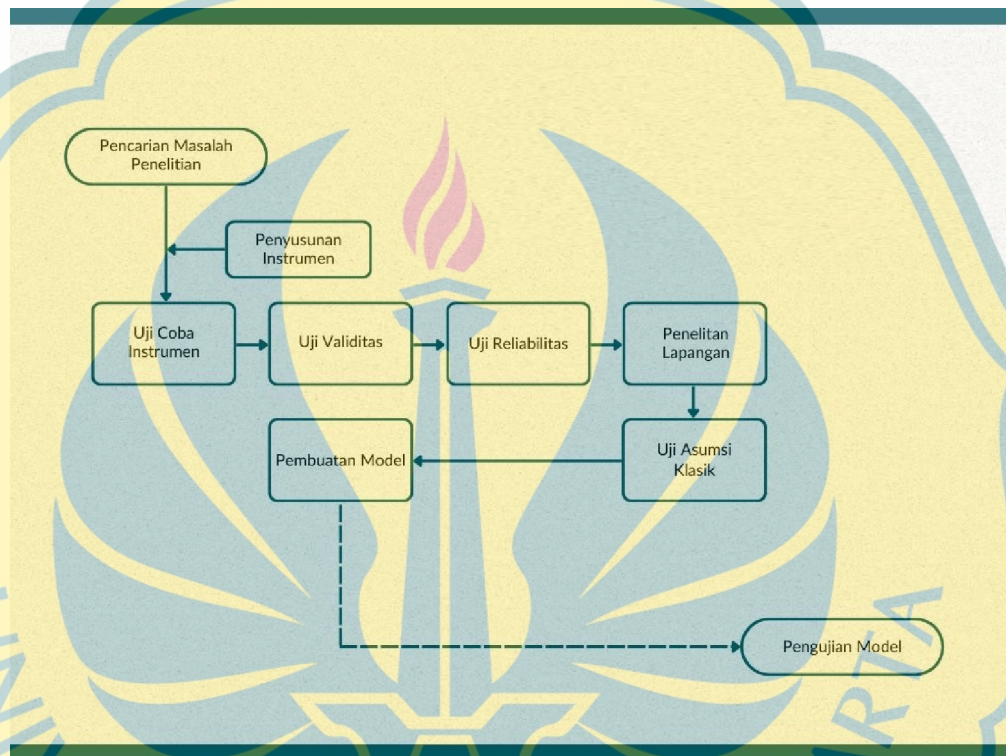 Pencarian Masalah
Penelitian
Penyusunan
Instrumen
Uji Coba
Instrumen
Uji Validitas
Uji Reliabilitas
Penelitan
Lapangan
Pembuatan Model
Uji Asumsi
Klasik
Pengujian Model
RTA